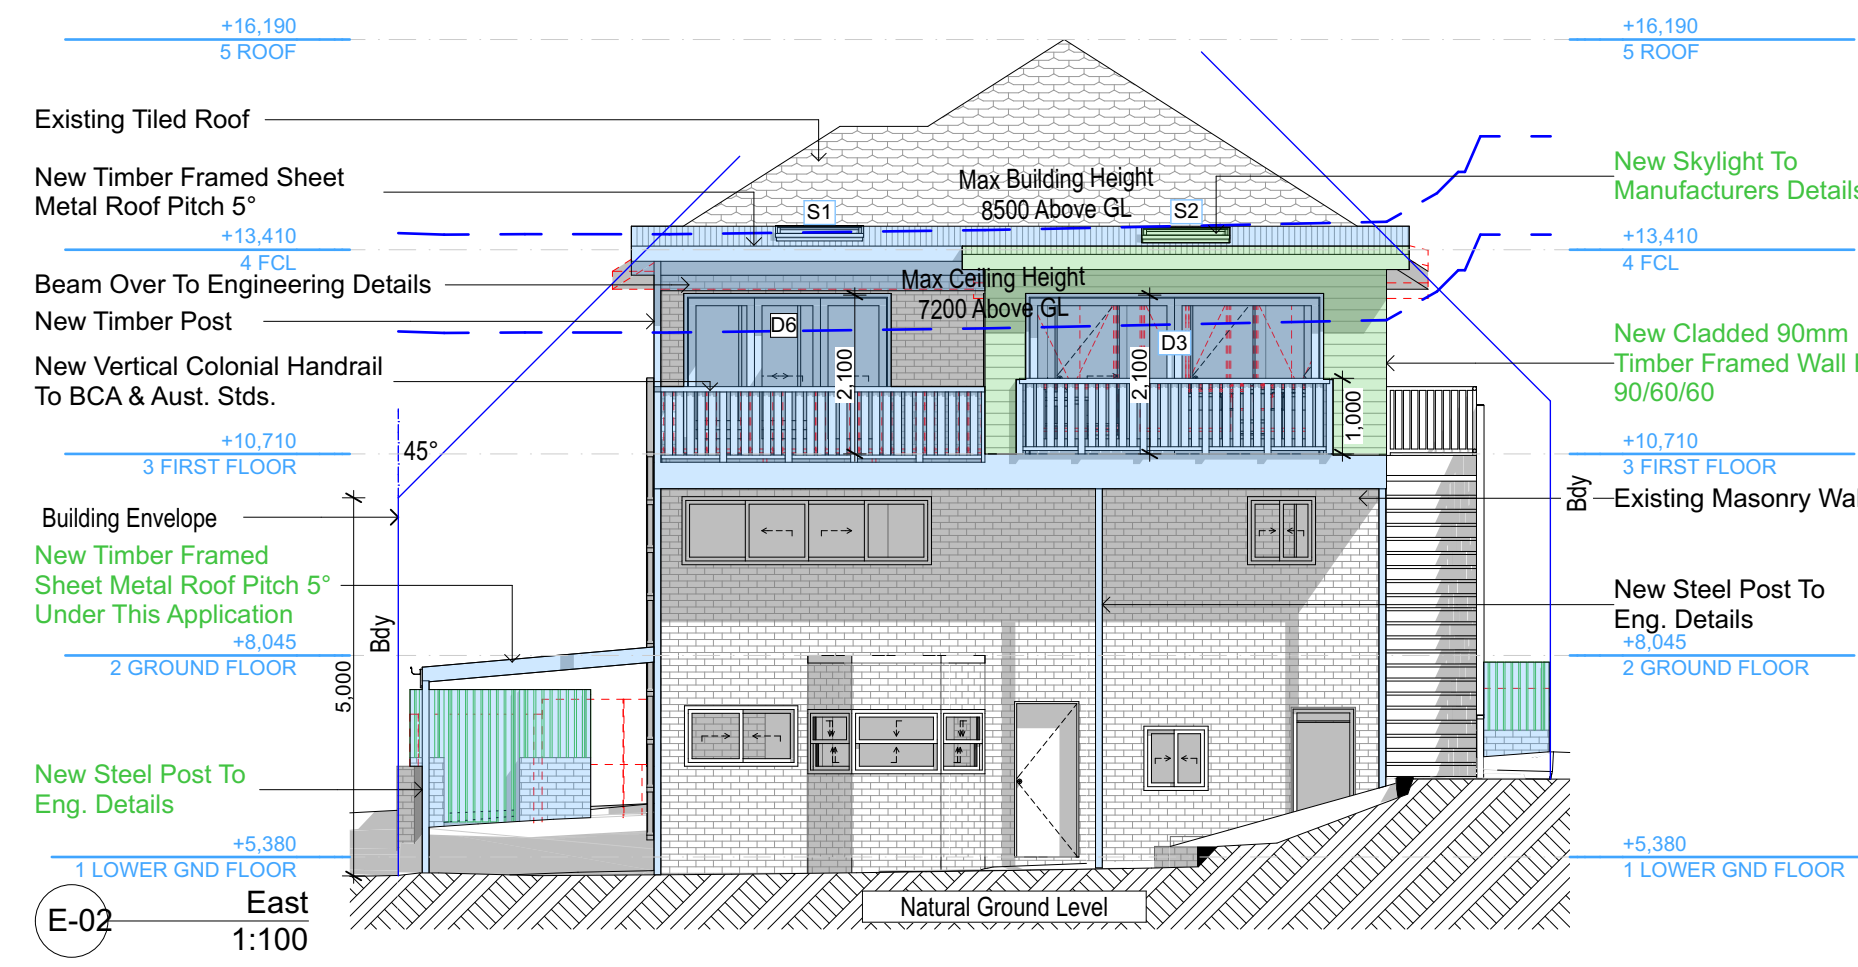 +16,190
5 ROOF
+16,190
5 ROOF
Existing Tiled Roof
New Timber Framed Sheet
Metal Roof Pitch 5°
Max Building Height
8500 Above GL
S1
S2
New Skylight To
Manufacturers Details
+13,410
4 FCL
+13,410
4 FCL
Beam Over To Engineering Details
Max Ceiling Height
7200 Above GL
New Timber Post
D6
D3
New Cladded 90mm
Timber Framed Wall
90/60/60
New Vertical Colonial Handrail
To BCA & Aust. Stds.
2,100
2,100
1,000
+10,710
3 FIRST FLOOR
45°
+10,710
3 FIRST FLOOR
Bdy
Existing Masonry Wal
Building Envelope
New Timber Framed
Sheet Metal Roof Pitch 5°
Under This Application
Bdy
New Steel Post To
Eng. Details
+8,045
2 GROUND FLOOR
+8,045
2 GROUND FLOOR
5,000
New Steel Post To
Eng. Details
+5,380
1 LOWER GND FLOOR
+5,380
1 LOWER GND FLOOR
E-02
East
1:100
Natural Ground Level